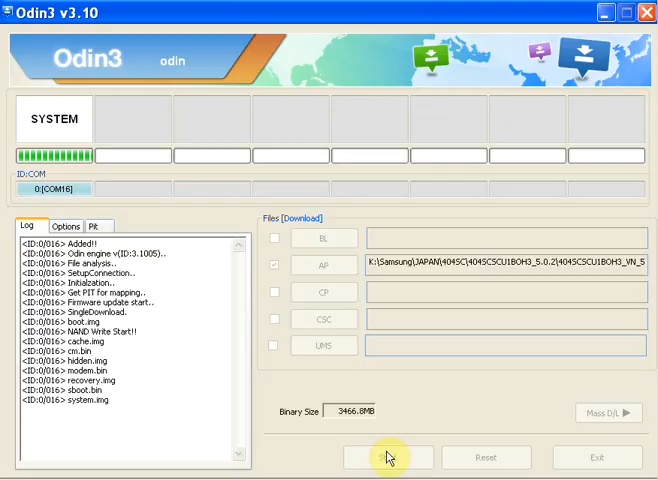 Odin3 v3.10
Odin3 odin
SYSTEM
ID:COM
0:[COM16]
Log Options Pit
<ID:0/016> Added!!
<ID:0/016> Odin engine v(ID:3.1005)..
<ID:0/016> File analysis..
<ID:0/016> SetupConnection..
<ID:0/016> Initialzation..
<ID:0/016> Get PIT for mapping..
<ID:0/016> Firmware update start..
<ID:0/016> SingleDownload.
<ID:0/016> boot.img
<ID:0/016> NAND Write Start!!
<ID:0/016> cache.img
<ID:0/016> cm.bin
<ID:0/016> hidden.img
<ID:0/016> modem.bin
<ID:0/016> recovery.img
<ID:0/016> sboot.bin
<ID:0/016> system.img
Files [Download]
BL
AP K:\Samsung\JAPAN\404SC\404SCSCU1BOH3_5.0.2\404SCSCU1BOH3_VN_5
CP
CSC
UMS
Binary Size 3466.8MB
Mass D/L
Reset
Exit